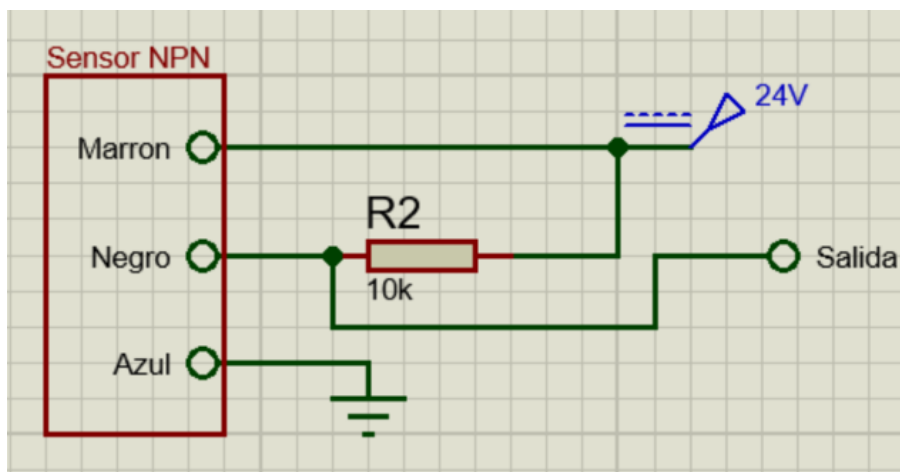 Sensor NPN
24V
Marron
R2
Negro
Salida
10k
Azul